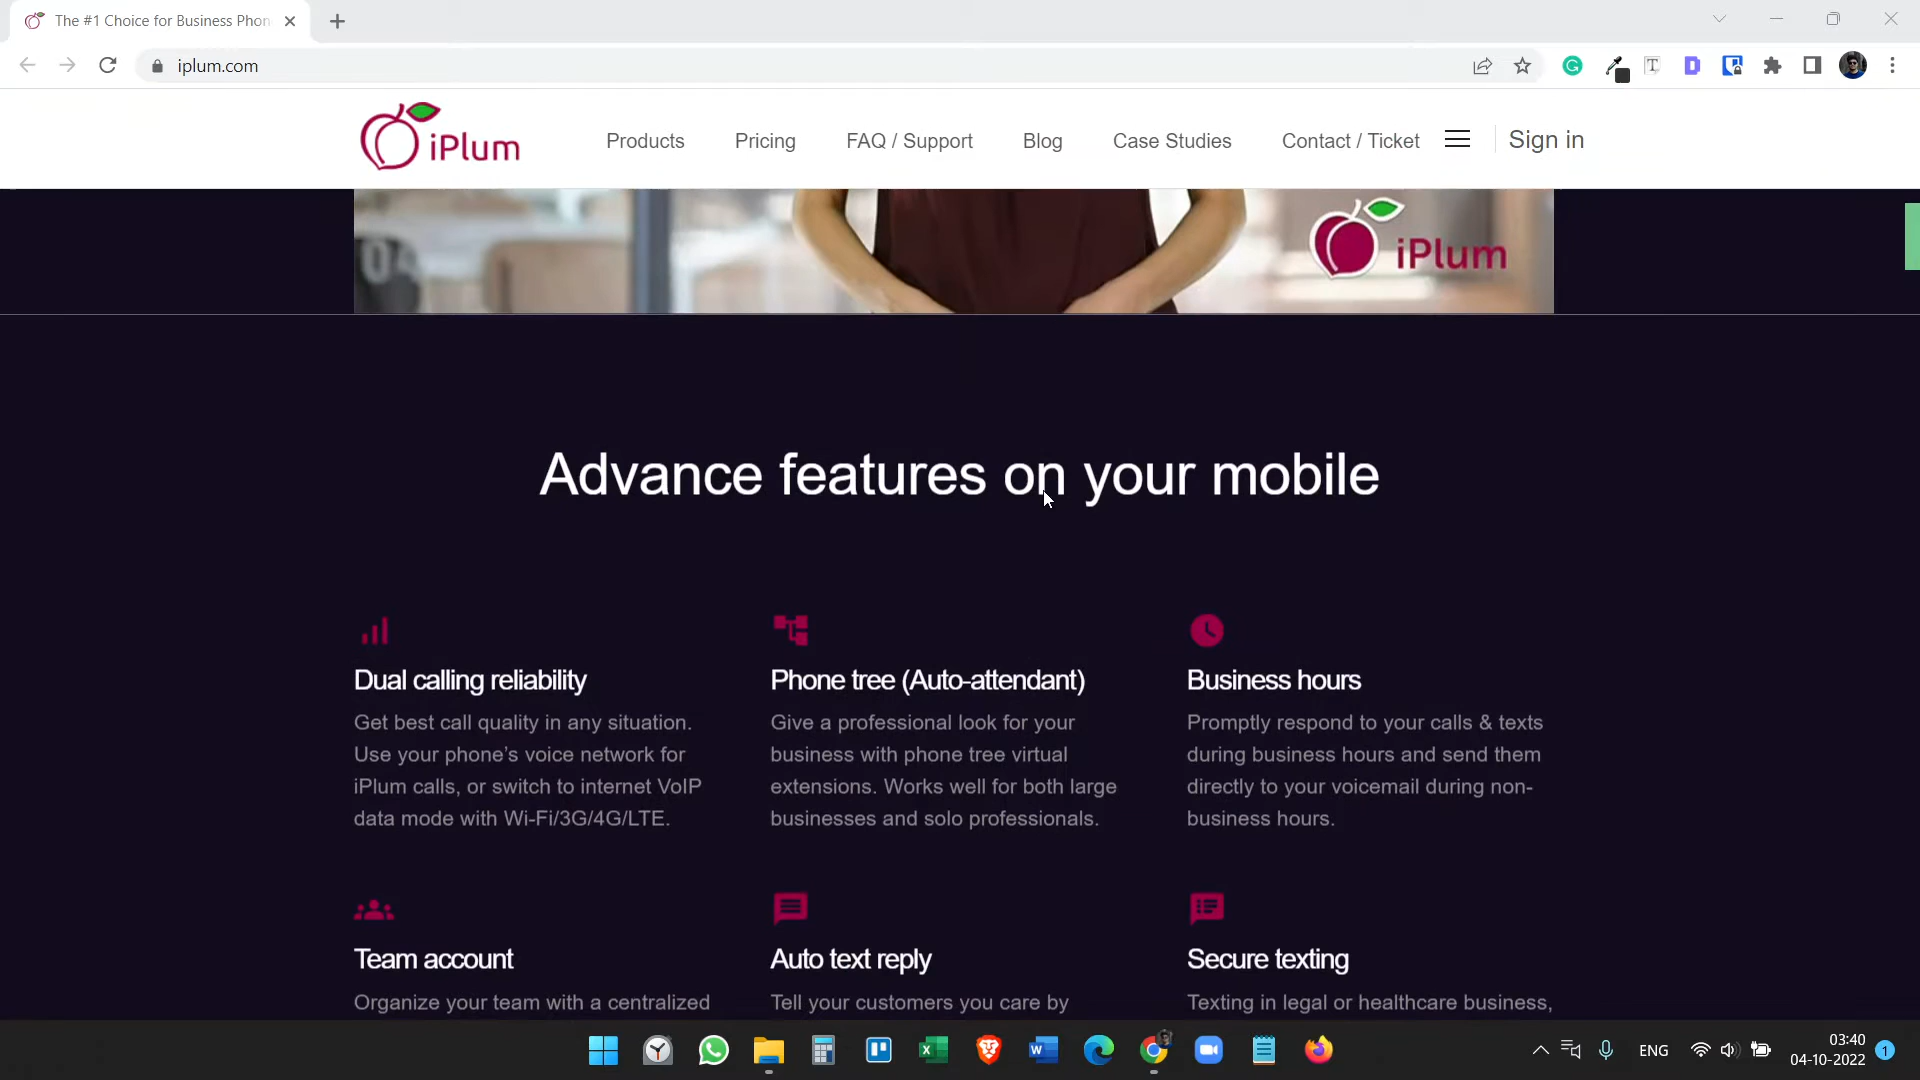 The #1 Choice for Business Phon
iplum.com
iPlum
Products
Pricing
FAQ / Support
Blog
Case Studies
Contact / Ticket
Sign in
iPlum
Advance features on your mobile
Dual calling reliability
Get best call quality in any situation.
Use your phone's voice network for
iPlum calls, or switch to internet VoIP
data mode with Wi-Fi/3G/4G/LTE.
Phone tree (Auto-attendant)
Give a professional look for your
business with phone tree virtual
extensions. Works well for both large
businesses and solo professionals.
Business hours
Promptly respond to your calls & texts
during business hours and send them
directly to your voicemail during non-
business hours.
Team account
Organize your team with a centralized
Auto text reply
Tell your customers you care by
Secure texting
Texting in legal or healthcare business,
ENG
03:40
04-10-2022
1